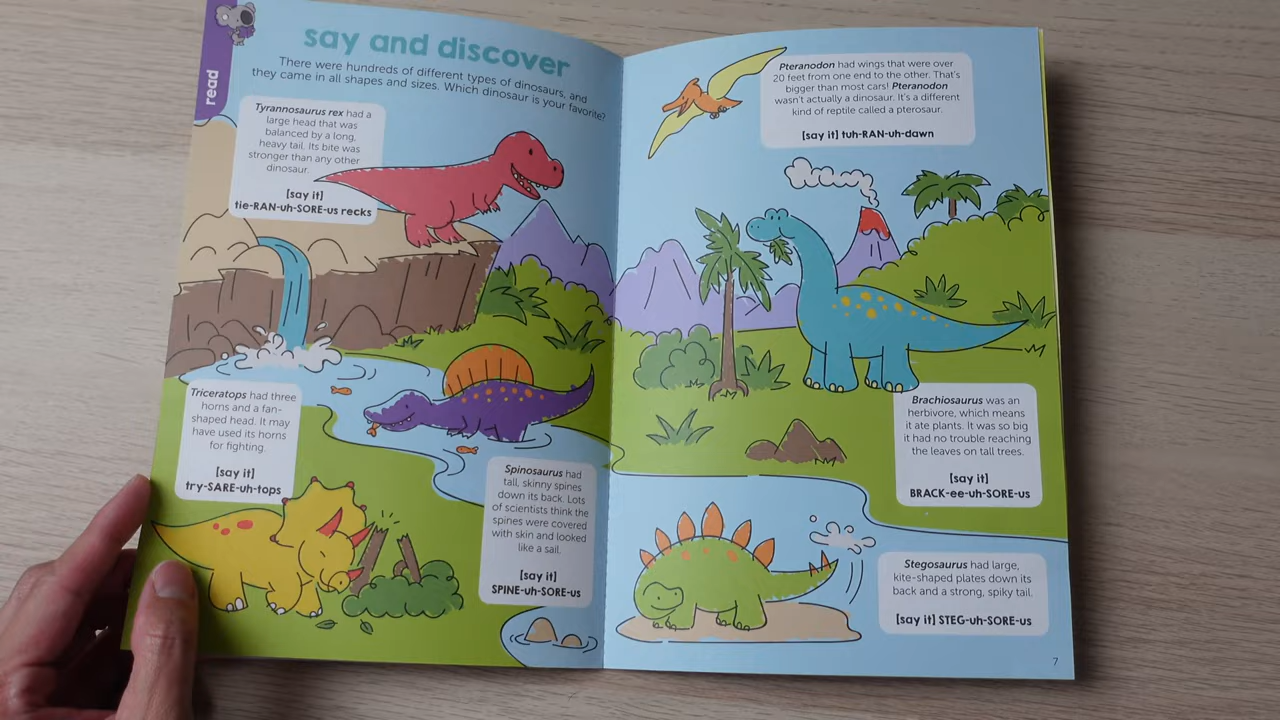 read
say and discover
There were hundreds of different types of dinosaurs, and
they came in all shapes and sizes. Which dinosaur is your favorite?
Tyrannosaurus rex had a
large head that was
balanced by a long,
heavy tail. Its bite was
stronger than any other
dinosaur.
[say it]
tie-RAN-uh-SORE-us recks
Triceratops had three
horns and a fan-
shaped head. It may
have used its horns
for fighting.
[say it]
try-SARE-uh-tops
Spinosaurus had
tall, skinny spines
down its back. Lots
of scientists think the
spines were covered
with skin and looked
like a sail.
[say it]
SPINE-uh-SORE-us
Pteranodon had wings that were over
20 feet from one end to the other. That's
bigger than most cars! Pteranodon
wasn't actually a dinosaur. It's a different
kind of reptile called a pterosaur.
[say it] tuh-RAN-uh-dawn
Brachiosaurus was an
herbivore, which means
it ate plants. It was so big
it had no trouble reaching
the leaves on tall trees.
[say it]
BRACK-ee-uh-SORE-us
Stegosaurus had large,
kite-shaped plates down its
back and a strong, spiky tail.
[say it] STEG-uh-SORE-us
7